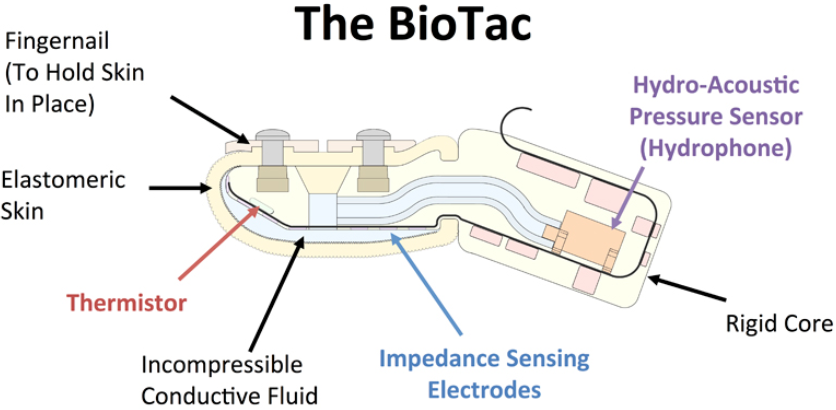 The BioTac
Fingernail
(To Hold Skin
In Place)
Hydro-Acoustic
Pressure Sensor
(Hydrophone)
Elastomeric
Skin
Thermistor
Rigid Core
Incompressible
Conductive Fluid
Impedance Sensing
Electrodes